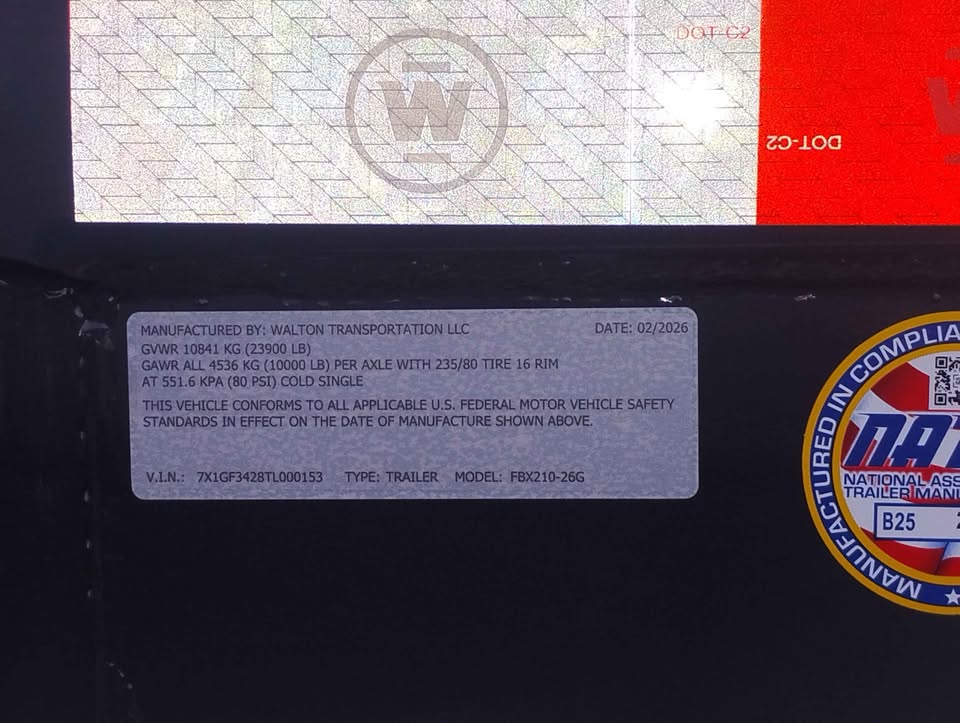 DOT-C2
W
DOT-C2
MANUFACTURED BY: WALTON TRANSPORTATION LLC DATE: 02/2026
GVWR 10841 KG (23900 LB)
GAWR ALL 4536 KG (10000 LB) PER AXLE WITH 235/80 TIRE 16 RIM
AT 551.6 KPA (80 PSI) COLD SINGLE
THIS VEHICLE CONFORMS TO ALL APPLICABLE U.S. FEDERAL MOTOR VEHICLE SAFETY
STANDARDS IN EFFECT ON THE DATE OF MANUFACTURE SHOWN ABOVE.
V.I.N.: 7X1GF3428TL000153 TYPE: TRAILER MODEL: FBX210-26G
MANUFACTURED IN
NATIONAL
TRAILER
B25